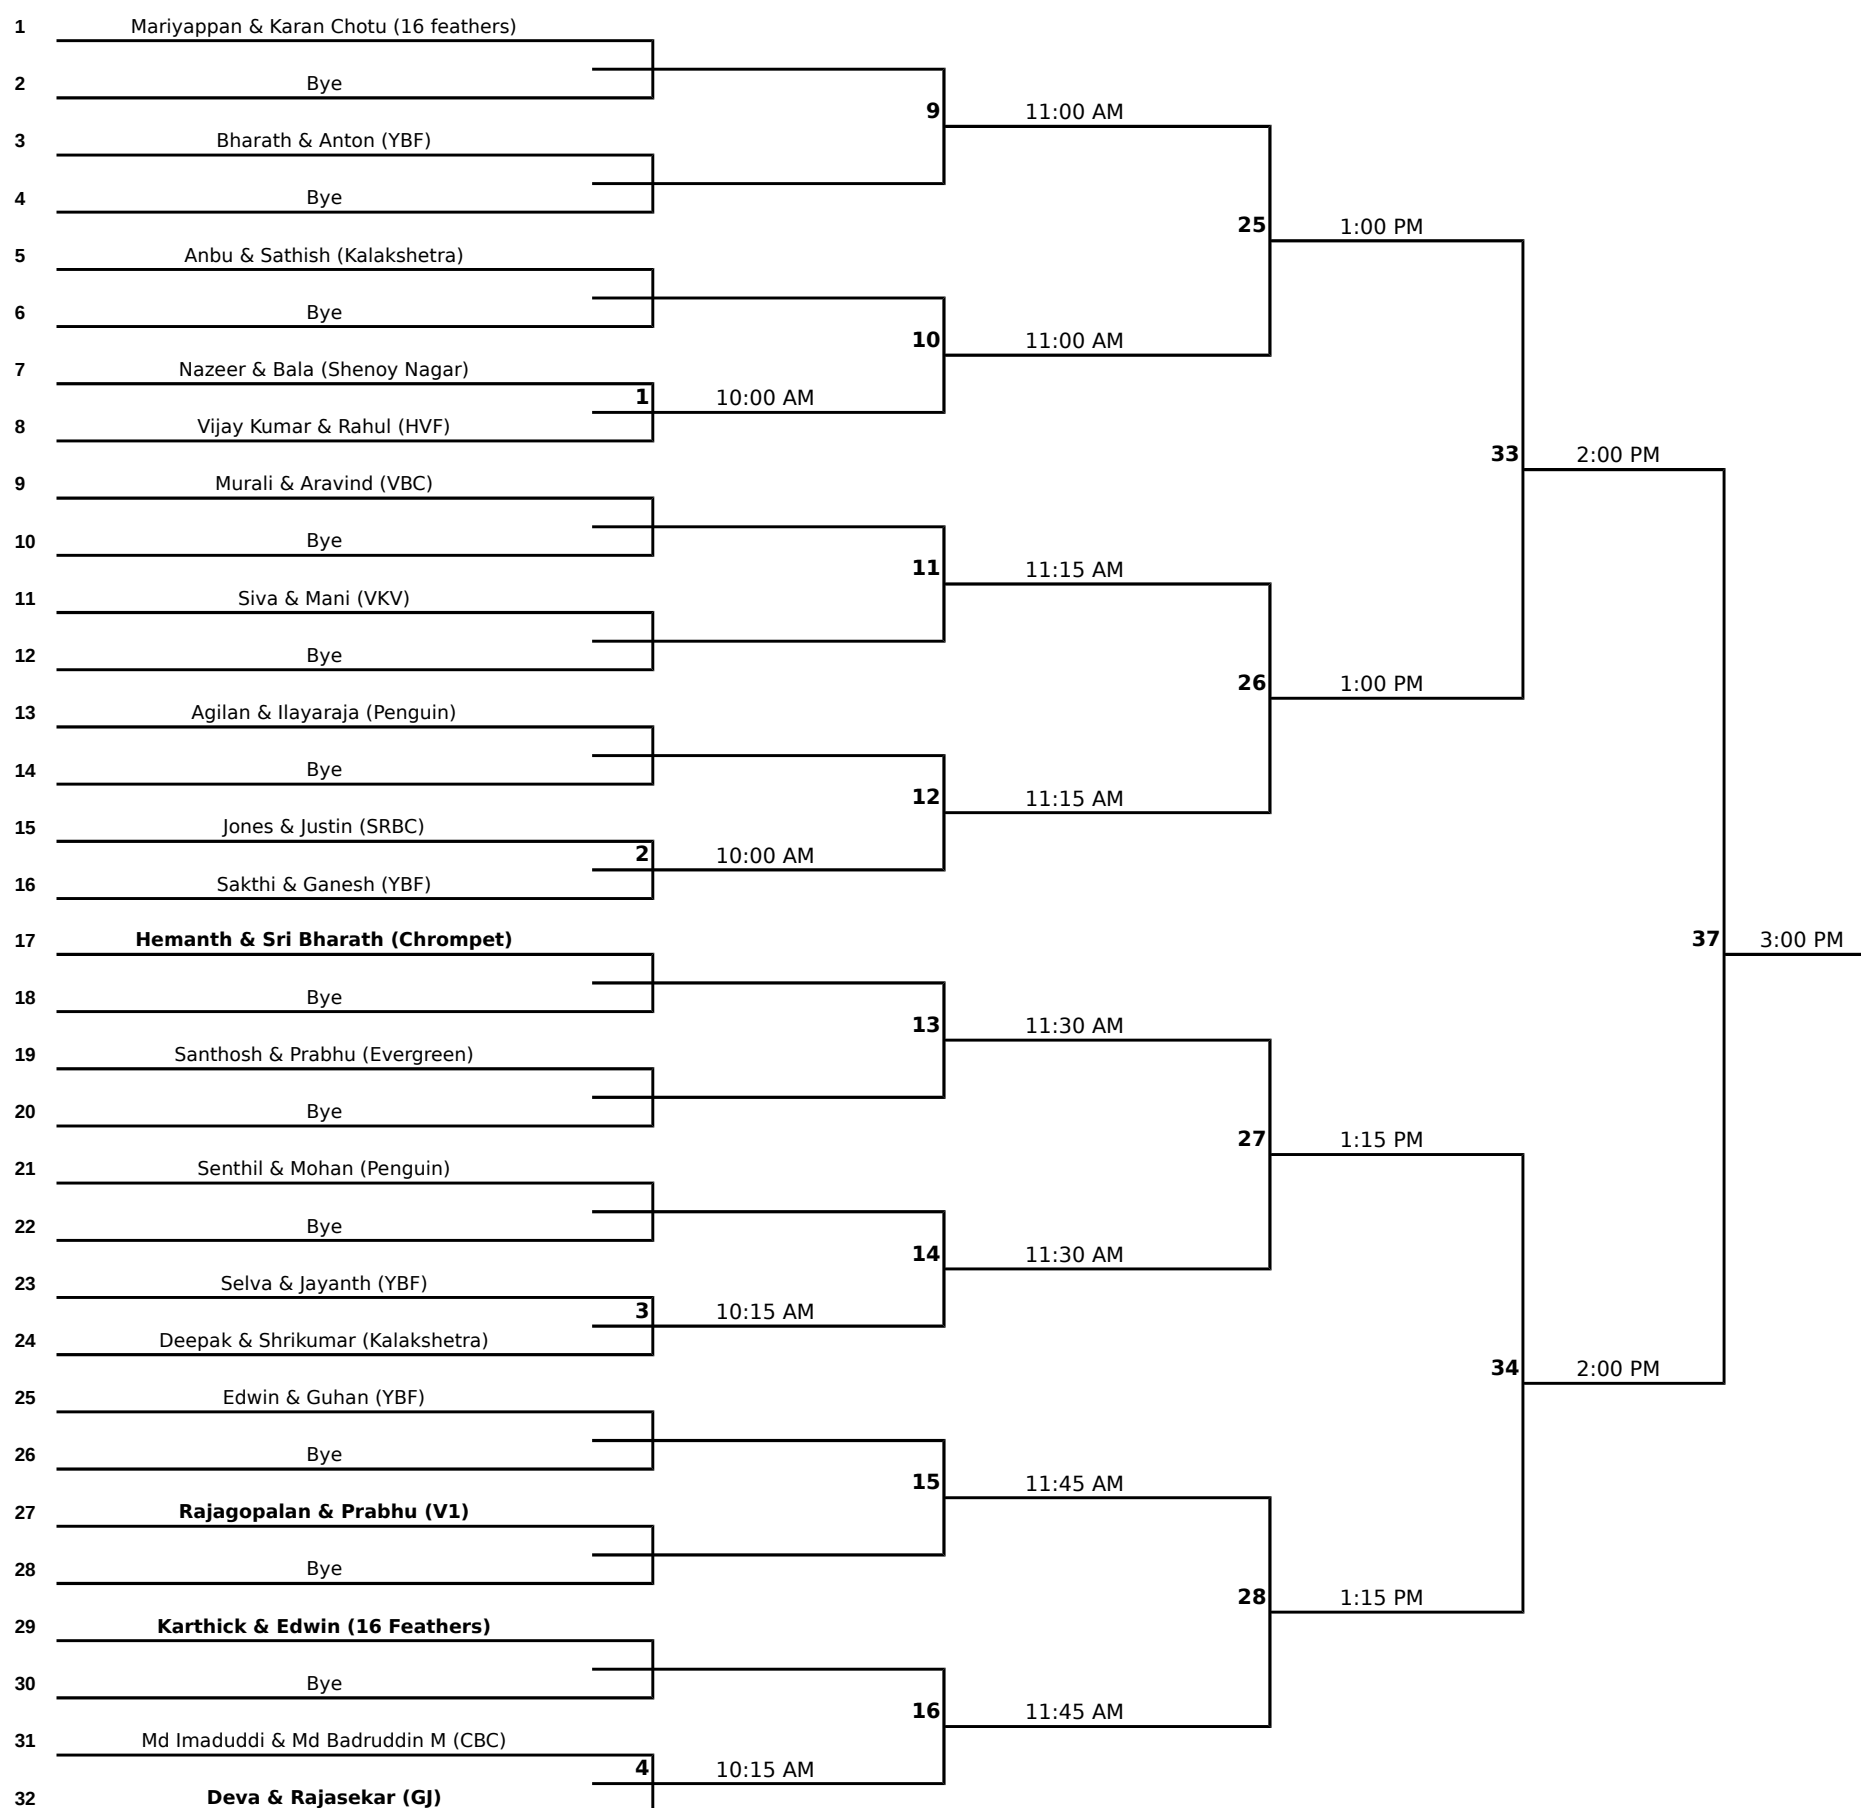 1 Mariyappan & Karan Chotu (16 feathers)
2 Bye
9 11:00 AM
3 Bharath & Anton (YBF)
4 Bye
25 1:00 PM
5 Anbu & Sathish (Kalakshetra)
6 Bye
10 11:00 AM
7 Nazeer & Bala (Shenoy Nagar)
1 10:00 AM
8 Vijay Kumar & Rahul (HVF)
33 2:00 PM
9 Murali & Aravind (VBC)
10 Bye
11 11:15 AM
11 Siva & Mani (VKV)
12 Bye
26 1:00 PM
13 Agilan & Ilayaraja (Penguin)
14 Bye
12 11:15 AM
15 Jones & Justin (SRBC)
2 10:00 AM
16 Sakthi & Ganesh (YBF)
17 Hemanth & Sri Bharath (Chrompet)
37 3:00 PM
18 Bye
13 11:30 AM
19 Santhosh & Prabhu (Evergreen)
20 Bye
27 1:15 PM
21 Senthil & Mohan (Penguin)
22 Bye
14 11:30 AM
23 Selva & Jayanth (YBF)
3 10:15 AM
24 Deepak & Shrikumar (Kalakshetra)
34 2:00 PM
25 Edwin & Guhan (YBF)
26 Bye
15 11:45 AM
27 Rajagopalan & Prabhu (V1)
28 Bye
28 1:15 PM
29 Karthick & Edwin (16 Feathers)
30 Bye
16 11:45 AM
31 Md Imaduddi & Md Badruddin M (CBC)
4 10:15 AM
32 Deva & Rajasekar (GJ)